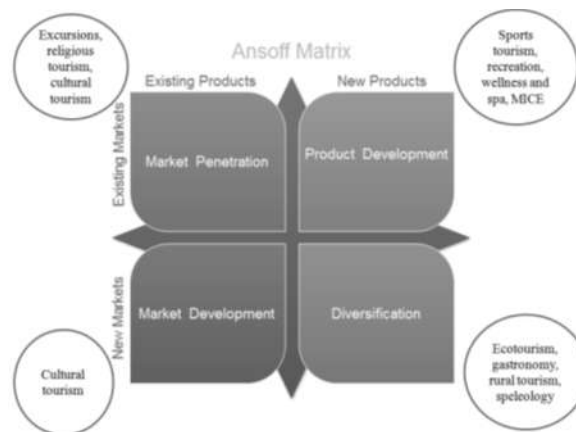 Excursions,
religious
tourism,
cultural
tourism
Ansoff Matrix
Sports
tourism,
recreation,
wellness and
spa, MICE
Existing Products
New Products
Existing Markets
Market Penetration
Product Development
New Markets
Market Development
Diversification
Cultural
tourism
Ecotourism,
gastronomy,
rural tourism,
speleology